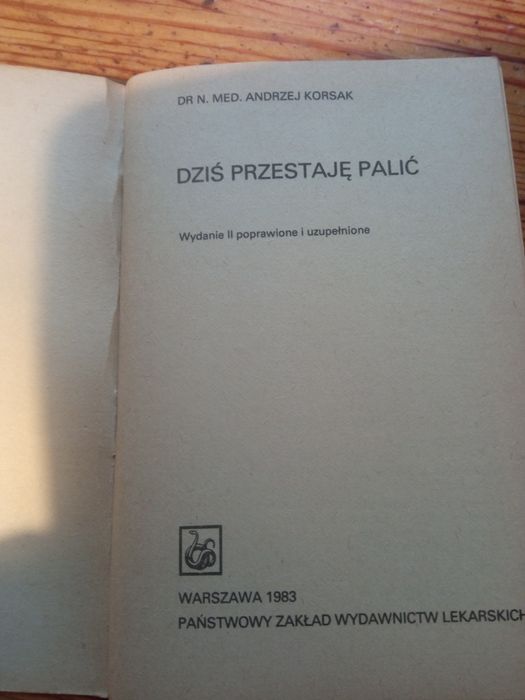 DR N. MED. ANDRZEJ KORSAK
DZIŚ PRZESTAJĘ PALIĆ
Wydanie II poprawione i uzupełnione
WARSZAWA 1983
PAŃSTWOWY ZAKŁAD WYDAWNICTW LEKARSKICH